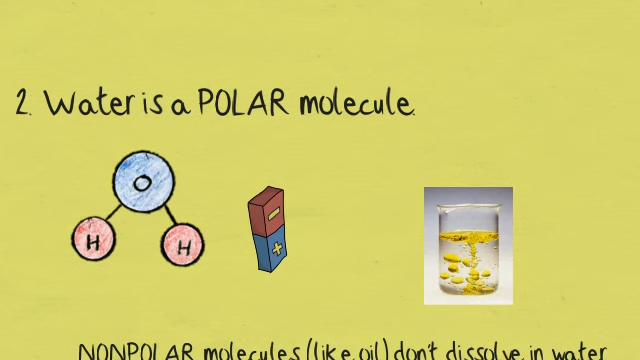 2. Water is a POLAR molecule.
O
H H
-
+
NONPOLAR molecules (like oil) don't dissolve in water